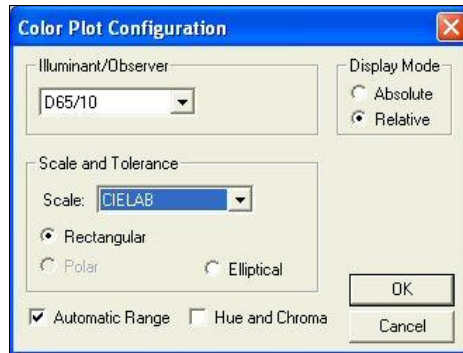 Color Plot Configuration
Illuminant/Observer
D65/10
Display Mode
Absolute
Relative
Scale and Tolerance
Scale: CIELAB
Rectangular
Polar
Elliptical
Automatic Range
Hue and Chroma
OK
Cancel